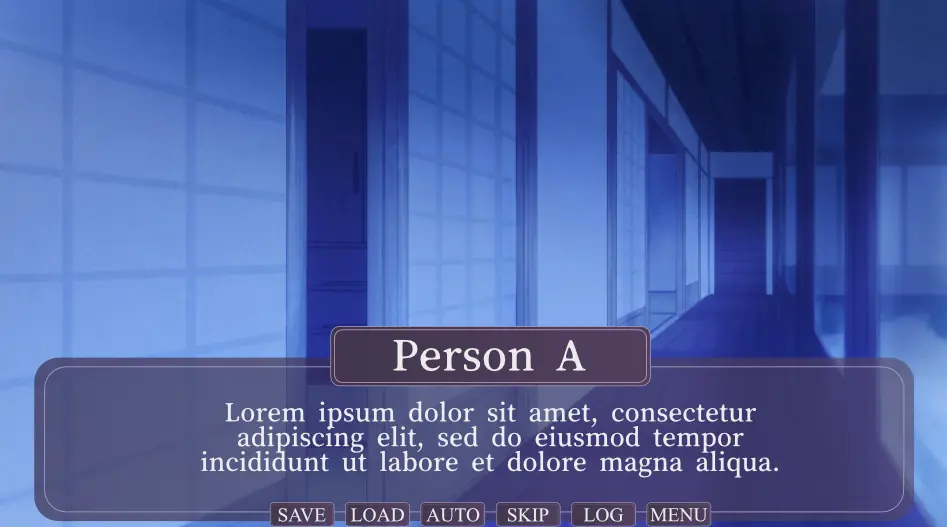 Person A
Lorem ipsum dolor sit amet, consectetur
adipiscing elit, sed do eiusmod tempor
incididunt ut labore et dolore magna aliqua.
SAVE LOAD AUTO SKIP LOG MENU